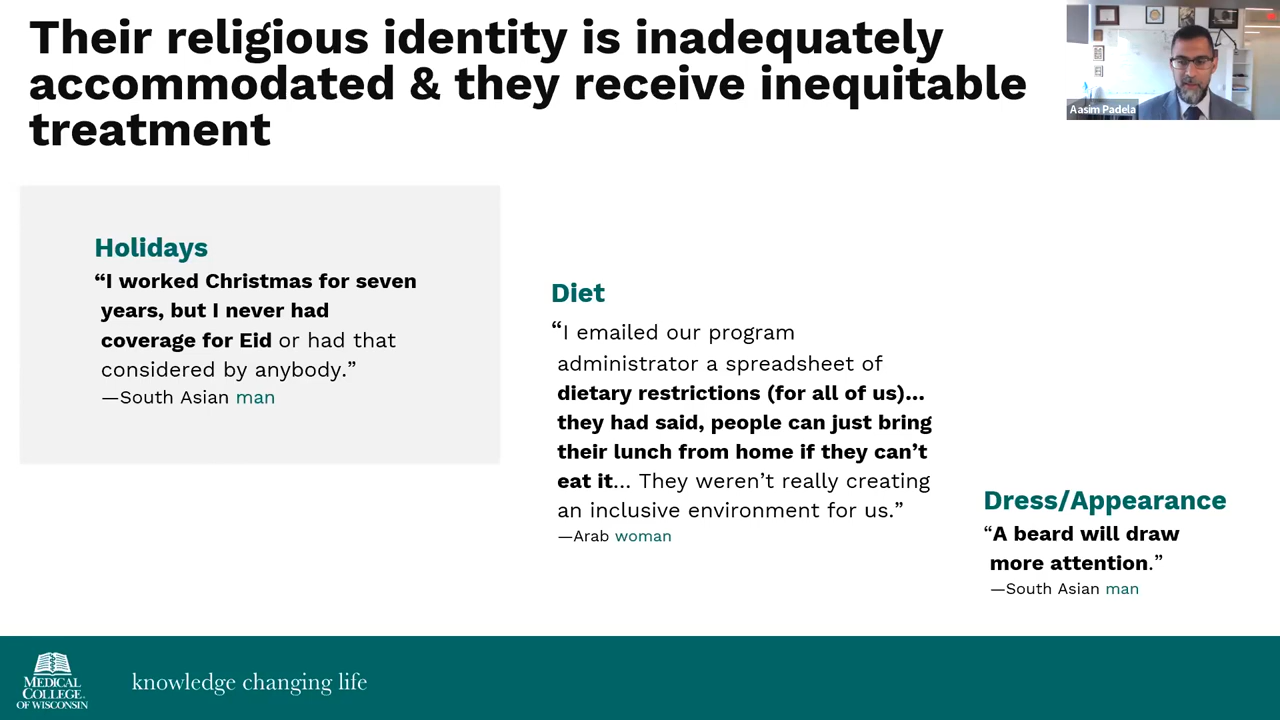 Their religious identity is inadequately
accommodated & they receive inequitable
treatment
Aasim Padela
Holidays
“I worked Christmas for seven
years, but I never had
coverage for Eid or had that
considered by anybody.”
—South Asian man
Diet
“I emailed our program
administrator a spreadsheet of
dietary restrictions (for all of us)...
they had said, people can just bring
their lunch from home if they can’t
eat it... They weren’t really creating
an inclusive environment for us.”
—Arab woman
Dress/Appearance
“A beard will draw
more attention.”
—South Asian man
MEDICAL
COLLEGE
OF WISCONSIN
knowledge changing life